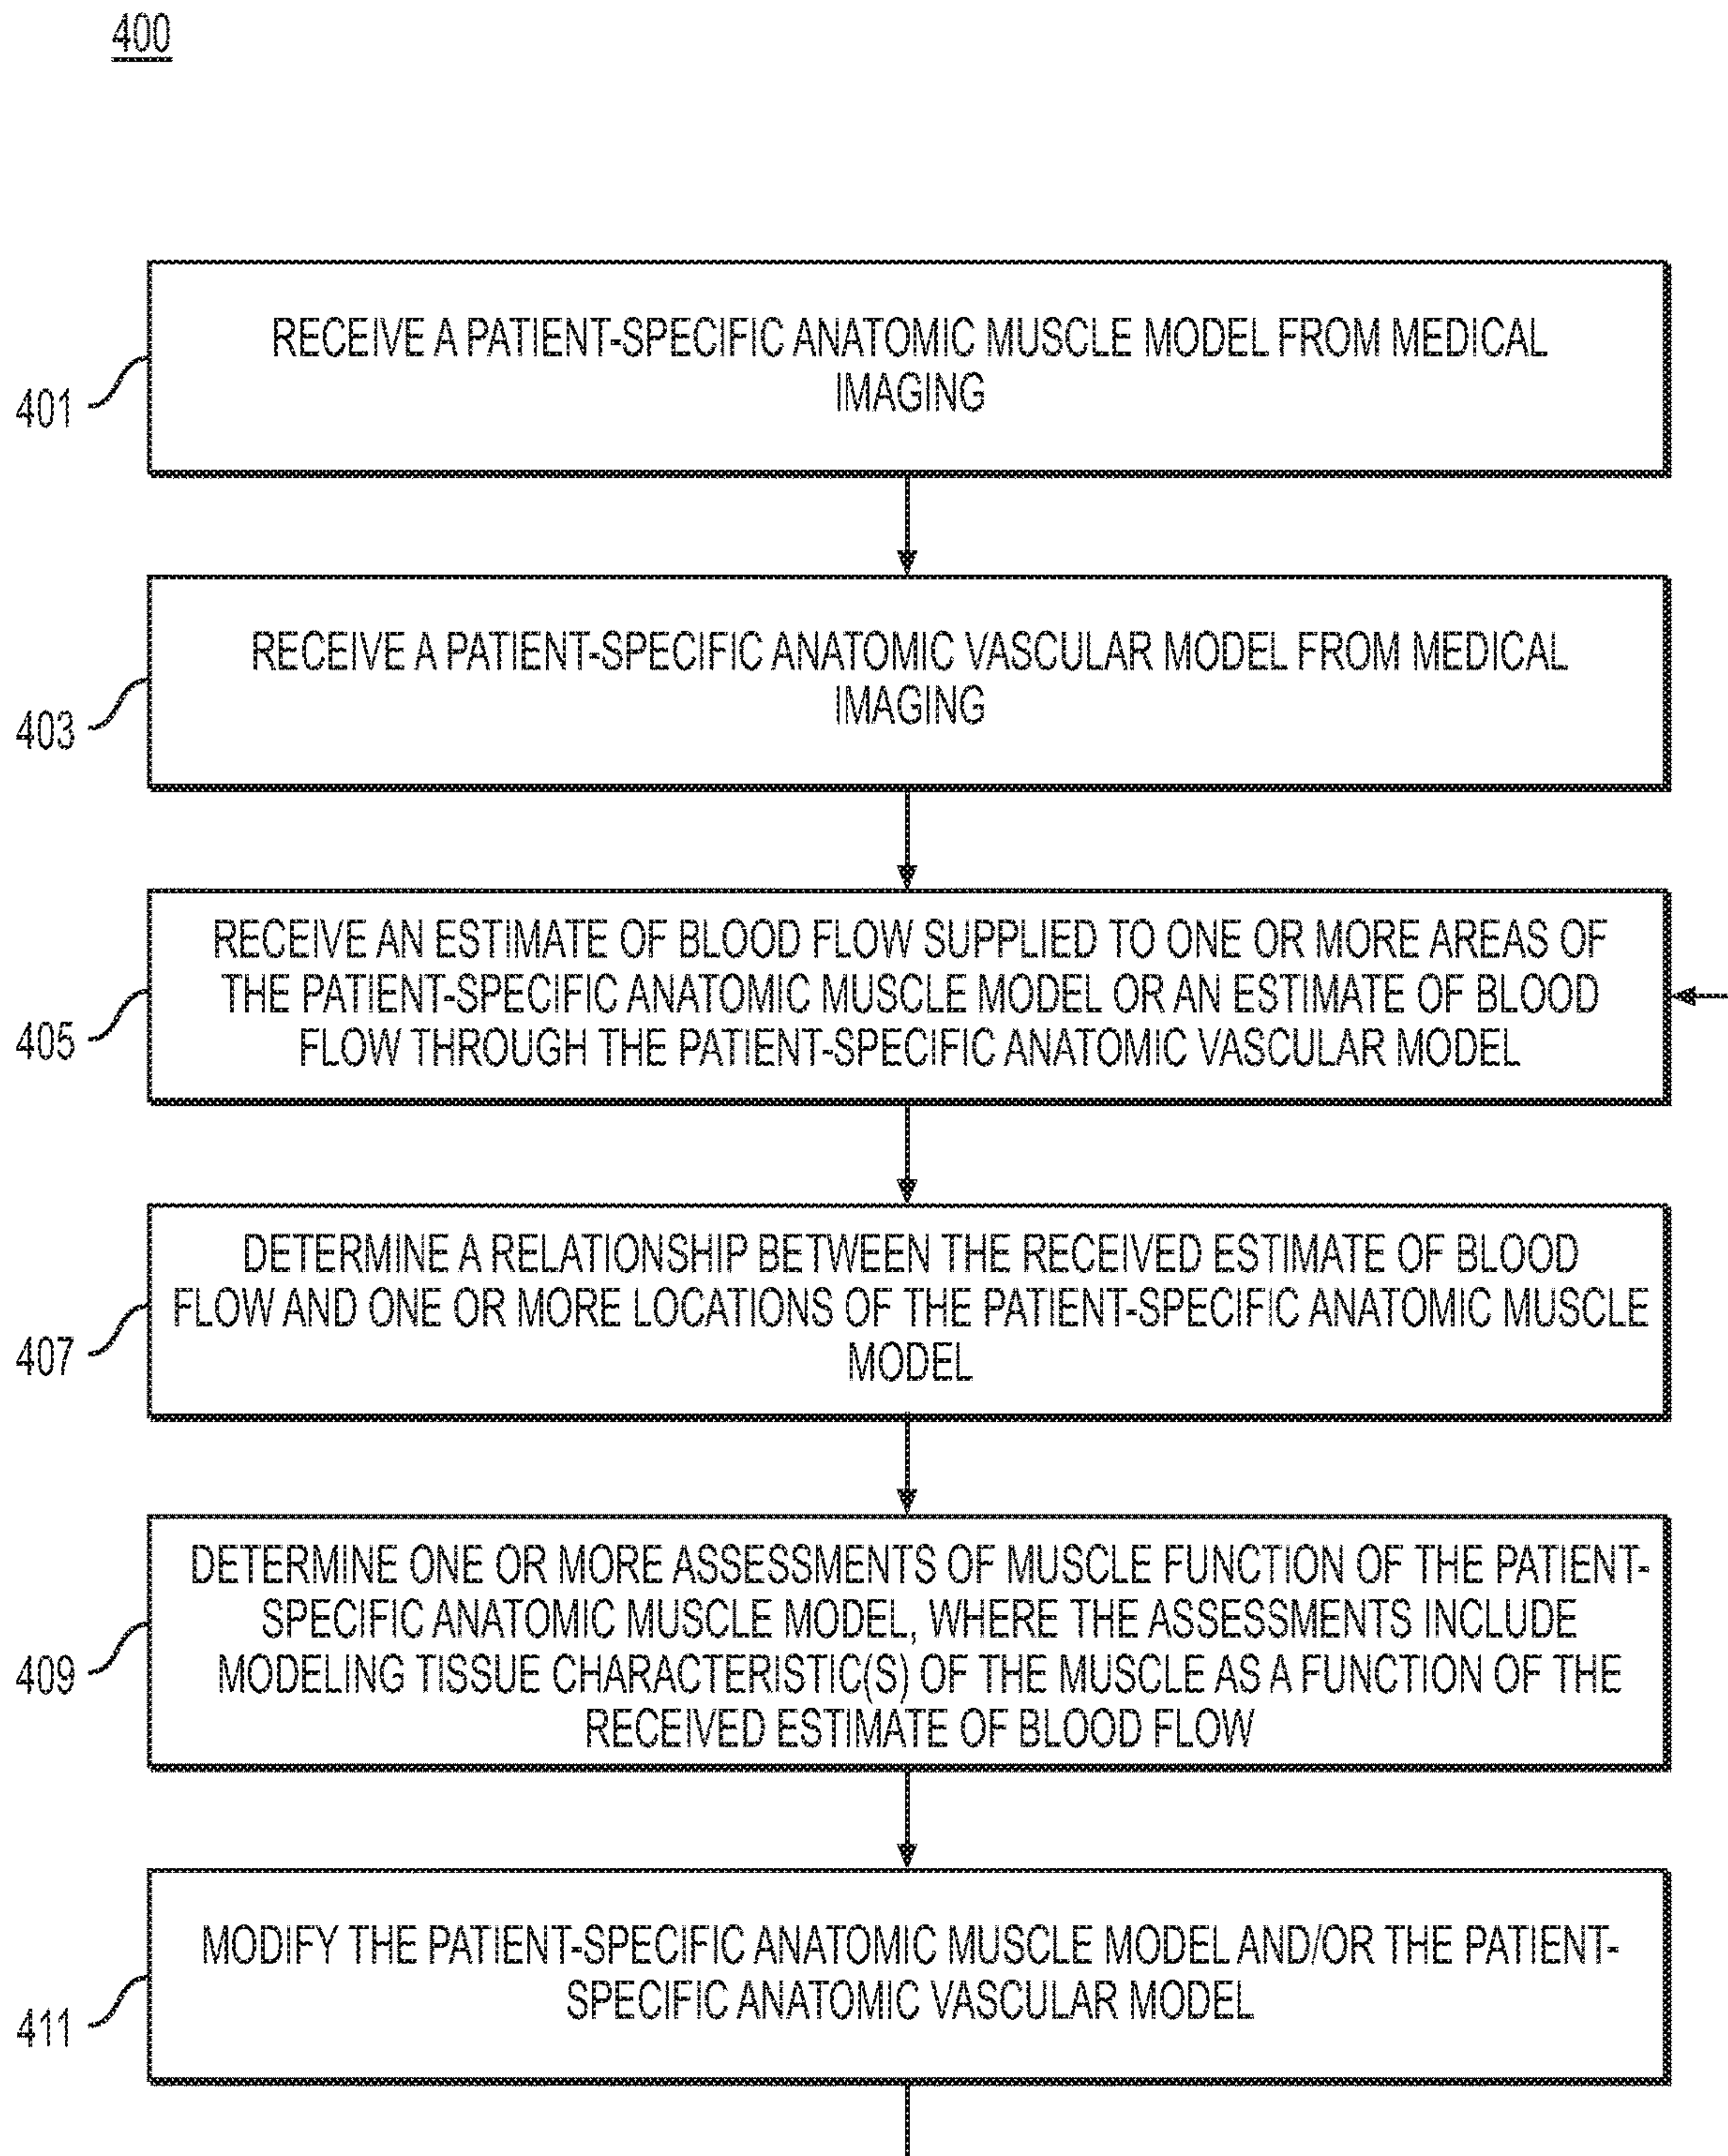 400
RECEIVE A PATIENT-SPECIFIC ANATOMIC MUSCLE MODEL FROM MEDICAL
IMAGING
401
RECEIVE A PATIENT-SPECIFIC ANATOMIC VASCULAR MODEL FROM MEDICAL
IMAGING
403
RECEIVE AN ESTIMATE OF BLOOD FLOW SUPPLIED TO ONE OR MORE AREAS OF
THE PATIENT-SPECIFIC ANATOMIC MUSCLE MODEL OR AN ESTIMATE OF BLOOD
FLOW THROUGH THE PATIENT-SPECIFIC ANATOMIC VASCULAR MODEL
405
DETERMINE A RELATIONSHIP BETWEEN THE RECEIVED ESTIMATE OF BLOOD
FLOW AND ONE OR MORE LOCATIONS OF THE PATIENT-SPECIFIC ANATOMIC MUSCLE
MODEL
407
DETERMINE ONE OR MORE ASSESSMENTS OF MUSCLE FUNCTION OF THE PATIENT-
SPECIFIC ANATOMIC MUSCLE MODEL, WHERE THE ASSESSMENTS INCLUDE
MODELING TISSUE CHARACTERISTIC(S) OF THE MUSCLE AS A FUNCTION OF THE
RECEIVED ESTIMATE OF BLOOD FLOW
409
MODIFY THE PATIENT-SPECIFIC ANATOMIC MUSCLE MODEL AND/OR THE PATIENT-
SPECIFIC ANATOMIC VASCULAR MODEL
411